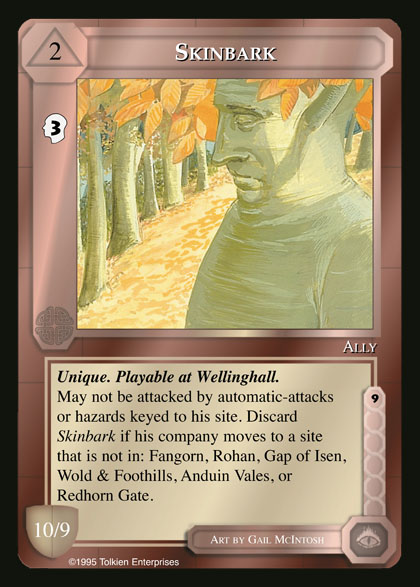 2
SKINBARK
3
ALLY
Unique. Playable at Wellinghall.
May not be attacked by automatic-attacks
or hazards keyed to his site. Discard
Skinbark if his company moves to a site
that is not in: Fangorn, Rohan, Gap of Isen,
Wold & Foothills, Anduin Vales, or
Redhorn Gate.
9
10/9
ART BY GAIL MCINTOSH
©1995 Tolkien Enterprises